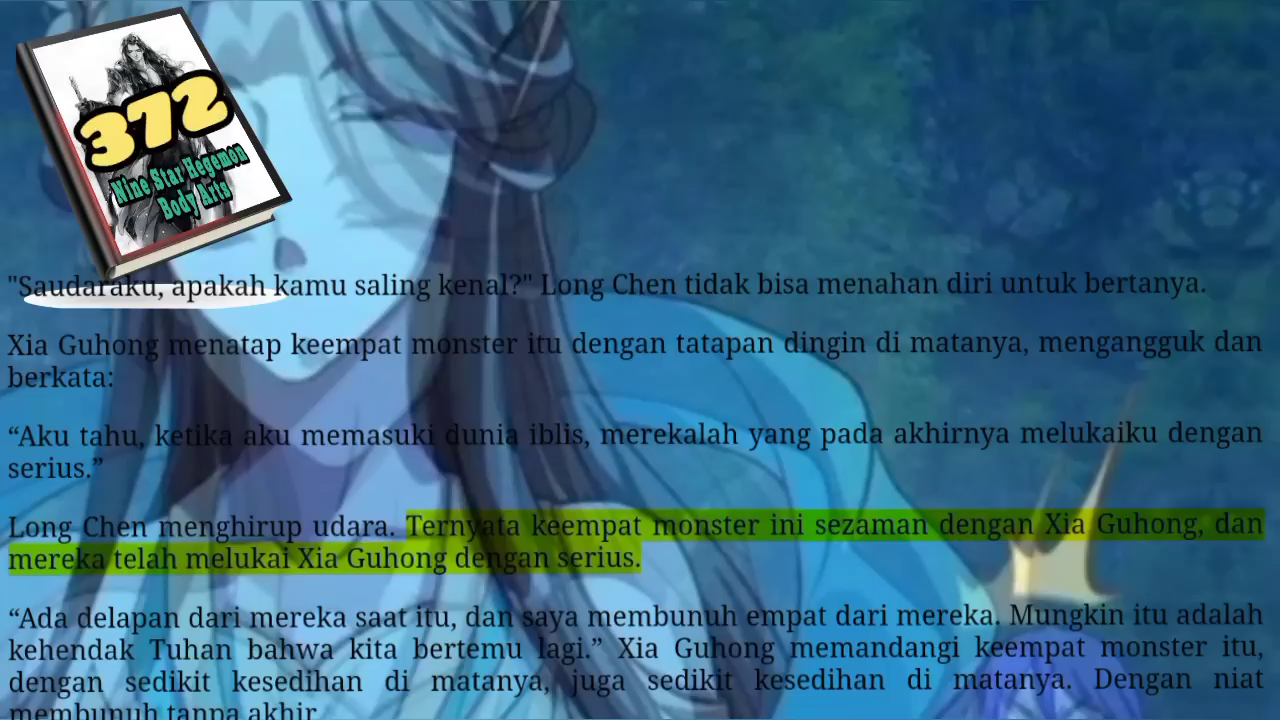 372
Nine Star Hegemon
Body Arts
"Saudaraku, apakah kamu saling kenal?" Long Chen tidak bisa menahan diri untuk bertanya.
Xia Guhong menatap keempat monster itu dengan tatapan dingin di matanya, mengangguk dan
berkata:
“Aku tahu, ketika aku memasuki dunia iblis, merekalah yang pada akhirnya melukaiku dengan
serius.”
Long Chen menghirup udara. Ternyata keempat monster ini sezaman dengan Xia Guhong, dan
mereka telah melukai Xia Guhong dengan serius.
“Ada delapan dari mereka saat itu, dan saya membunuh empat dari mereka. Mungkin itu adalah
kehendak Tuhan bahwa kita bertemu lagi.” Xia Guhong memandangi keempat monster itu,
dengan sedikit kesedihan di matanya, juga sedikit kesedihan di matanya. Dengan niat
membunuh tanpa akhir